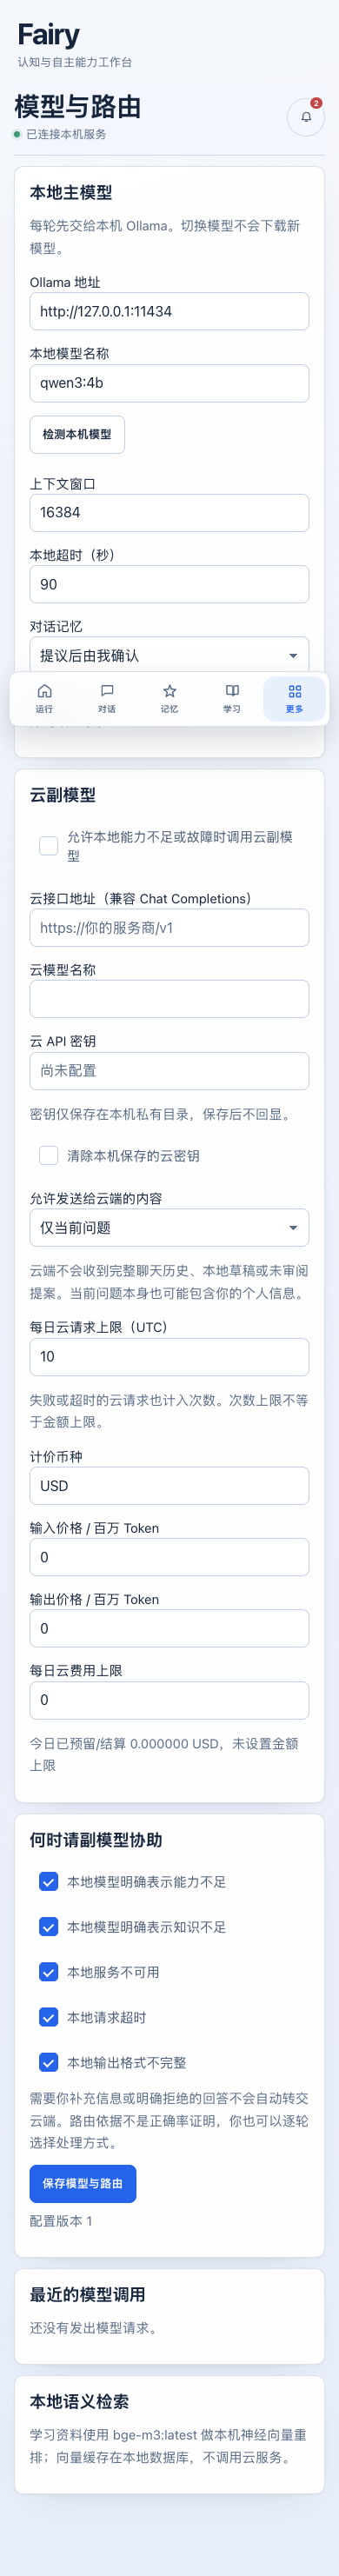 Fairy
认知与自主能力工作台
模型与路由
已连接本机服务
2
本地主模型
每轮先交给本机 Ollama。切换模型不会下载新
模型。
Ollama 地址
http://127.0.0.1:11434
本地模型名称
qwen3:4b
检测本机模型
上下文窗口
16384
本地超时（秒）
90
对话记忆
提议后由我确认
运行
对话
记忆
学习
更多
云副模型
允许本地能力不足或故障时调用云副模
型
云接口地址（兼容 Chat Completions）
https://你的服务商/v1
云模型名称
云 API 密钥
尚未配置
密钥仅保存在本机私有目录，保存后不回显。
清除本机保存的云密钥
允许发送给云端的内容
仅当前问题
云端不会收到完整聊天历史、本地草稿或未审阅
提案。当前问题本身也可能包含你的个人信息。
每日云请求上限（UTC）
10
失败或超时的云请求也计入次数。次数上限不等
于金额上限。
计价币种
USD
输入价格 / 百万 Token
0
输出价格 / 百万 Token
0
每日云费用上限
0
今日已预留/结算 0.000000 USD，未设置金额
上限
何时请副模型协助
本地模型明确表示能力不足
本地模型明确表示知识不足
本地服务不可用
本地请求超时
本地输出格式不完整
需要你补充信息或明确拒绝的回答不会自动转交
云端。路由依据不是正确率证明，你也可以逐轮
选择处理方式。
保存模型与路由
配置版本 1
最近的模型调用
还没有发出模型请求。
本地语义检索
学习资料使用 bge-m3:latest 做本机神经向量重
排；向量缓存在本地数据库，不调用云服务。